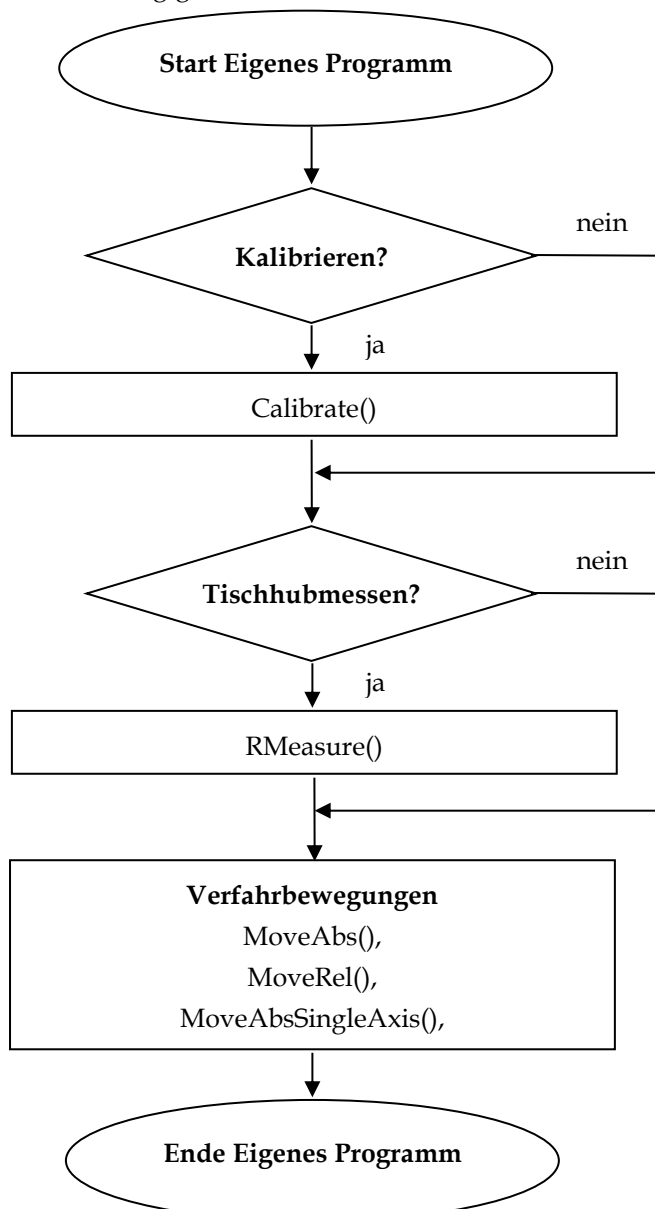 Start Eigenes Programm
nein
Kalibrieren?
ja
Calibrate()
nein
Tischhubmessen?
ja
RMeasure()
Verfahrbewegungen
MoveAbs(),
MoveRel(),
MoveAbsSingleAxis(),
Ende Eigenes Programm